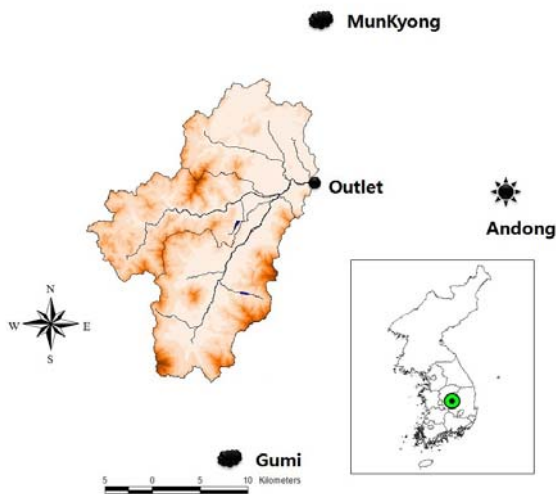 MunKyong
Outlet
Andong
N
W E
S
Gumi
5 0 5 10 Kilometers